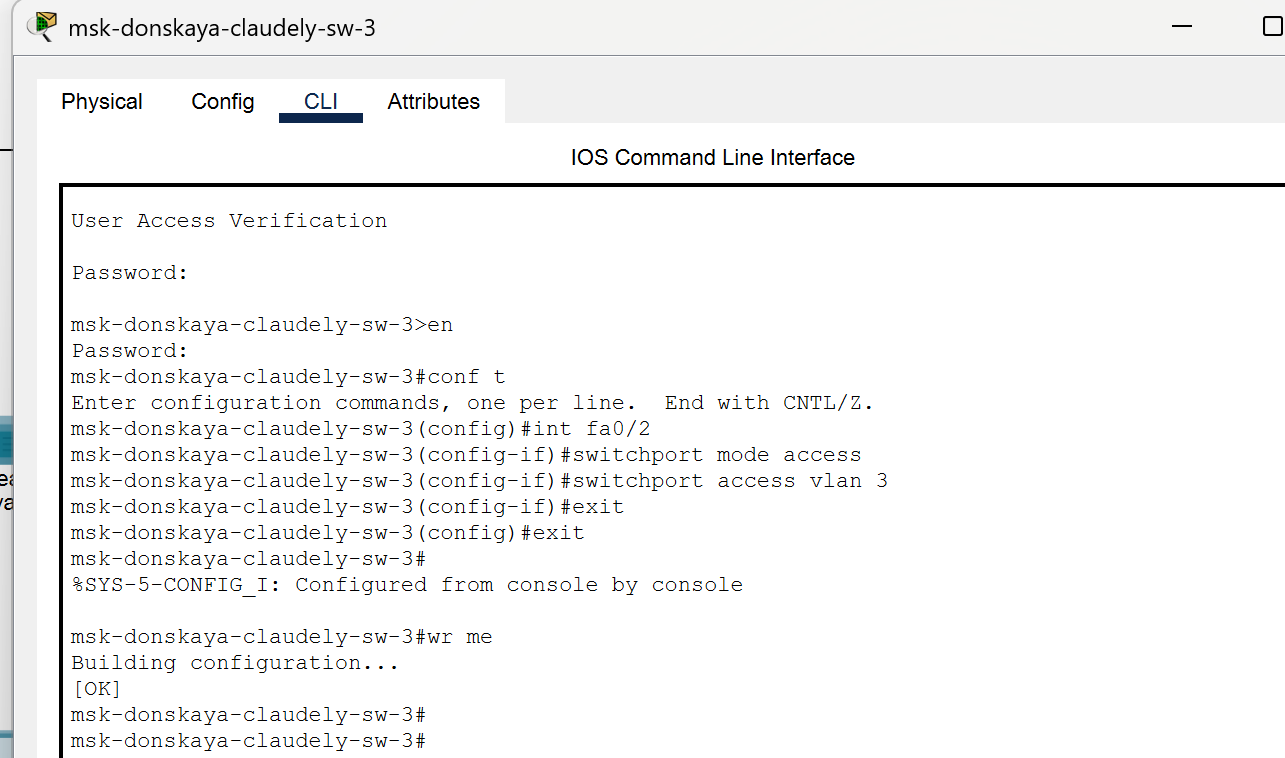 msk-donskaya-claudely-sw-3
Physical Config CLI Attributes
IOS Command Line Interface
User Access Verification
Password:
msk-donskaya-claudely-sw-3>en
Password:
msk-donskaya-claudely-sw-3#conf t
Enter configuration commands, one per line.  End with CNTL/Z.
msk-donskaya-claudely-sw-3(config)#int fa0/2
msk-donskaya-claudely-sw-3(config-if)#switchport mode access
msk-donskaya-claudely-sw-3(config-if)#switchport access vlan 3
msk-donskaya-claudely-sw-3(config-if)#exit
msk-donskaya-claudely-sw-3(config)#exit
msk-donskaya-claudely-sw-3#
%SYS-5-CONFIG_I: Configured from console by console
msk-donskaya-claudely-sw-3#wr me
Building configuration...
[OK]
msk-donskaya-claudely-sw-3#
msk-donskaya-claudely-sw-3#